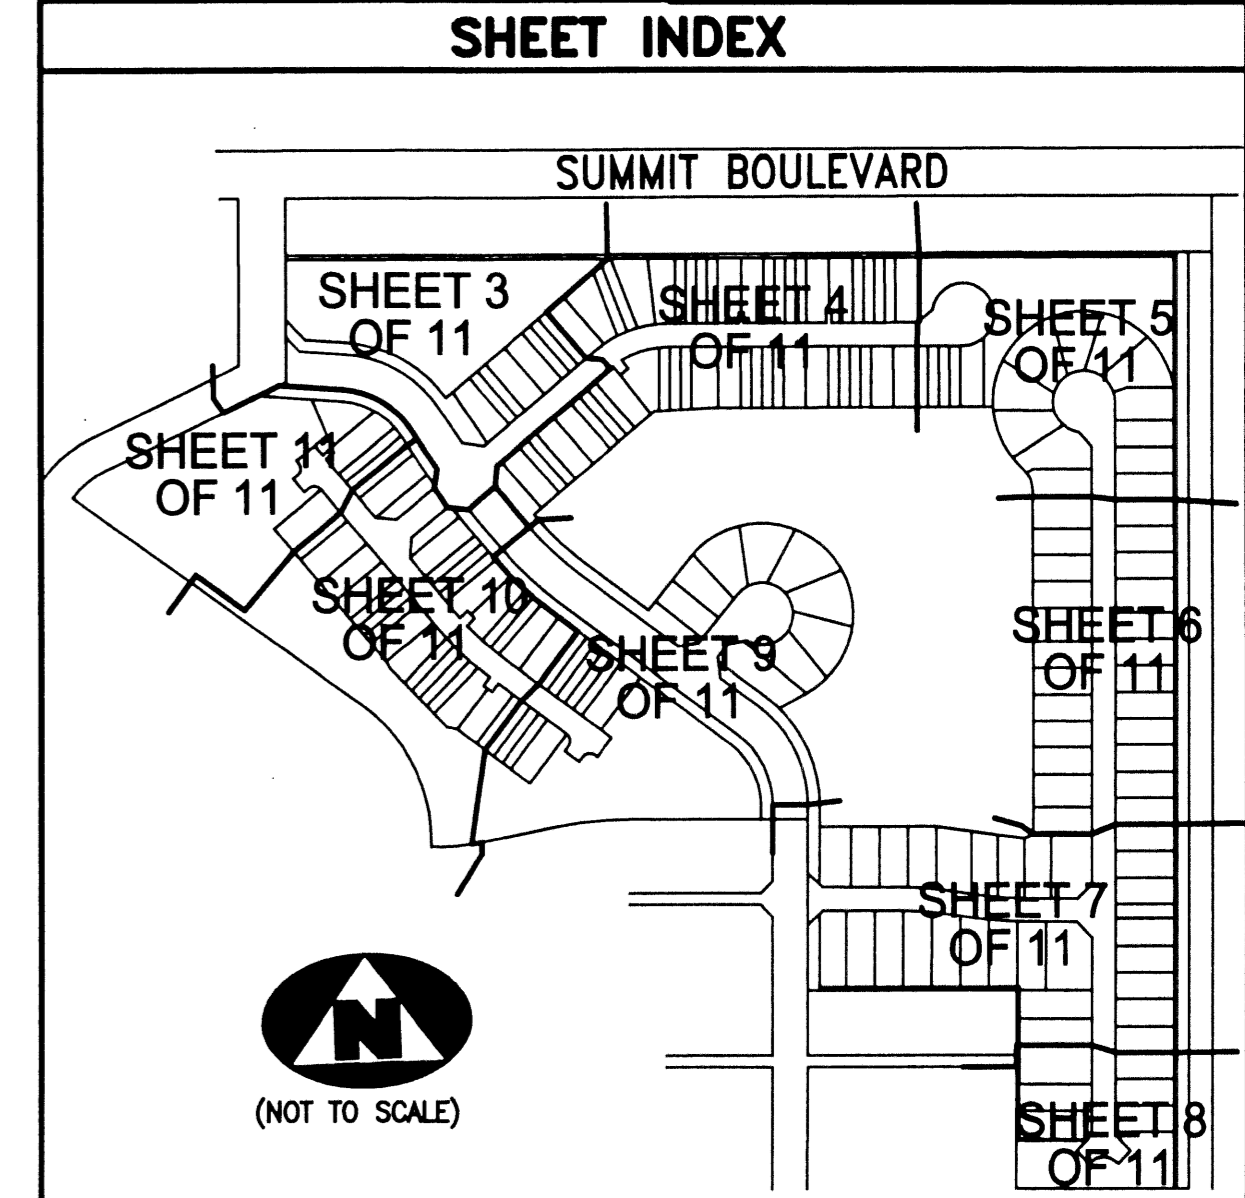 SHEET INDEX
SUMMIT BOULEVARD
SHEET 3
OF 11
SHEET 4
OF 11
SHEET 5
OF 11
SHEET 11
OF 11
SHEET 10
OF 11
SHEET 9
OF 11
SHEET 6
OF 11
SHEET 7
OF 11
N
(NOT TO SCALE)
SHEET 8
OF 11